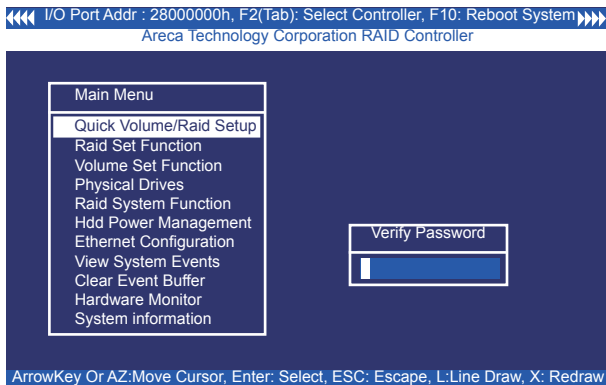 I/O Port Addr : 28000000h, F2(Tab): Select Controller, F10: Reboot System
Areca Technology Corporation RAID Controller
Main Menu
Quick Volume/Raid Setup
Raid Set Function
Volume Set Function
Physical Drives
Raid System Function
Hdd Power Management
Ethernet Configuration
View System Events
Clear Event Buffer
Hardware Monitor
System information
Verify Password
ArrowKey Or AZ:Move Cursor, Enter: Select, ESC: Escape, L:Line Draw, X: Redraw